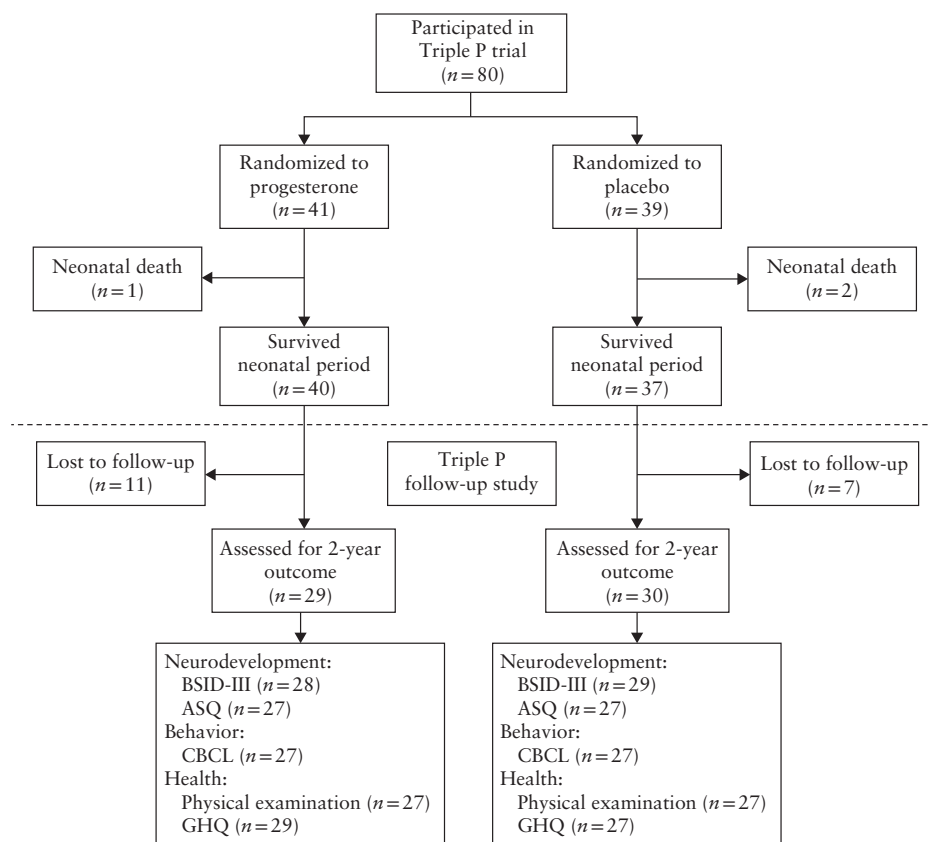 Participated in
Triple P trial
(n=80)
Randomized to
progesterone
(n=41)
Randomized to
placebo
(n=39)
Neonatal death
(n=1)
Neonatal death
(n=2)
Survived
neonatal period
(n=40)
Survived
neonatal period
(n=37)
Lost to follow-up
(n=11)
Triple P
follow-up study
Lost to follow-up
(n=7)
Assessed for 2-year
outcome
(n=29)
Assessed for 2-year
outcome
(n=30)
Neurodevelopment:
BSID-III (n=28)
ASQ (n=27)
Behavior:
CBCL (n=27)
Health:
Physical examination (n=27)
GHQ (n=29)
Neurodevelopment:
BSID-III (n=29)
ASQ (n=27)
Behavior:
CBCL (n=27)
Health:
Physical examination (n=27)
GHQ (n=27)